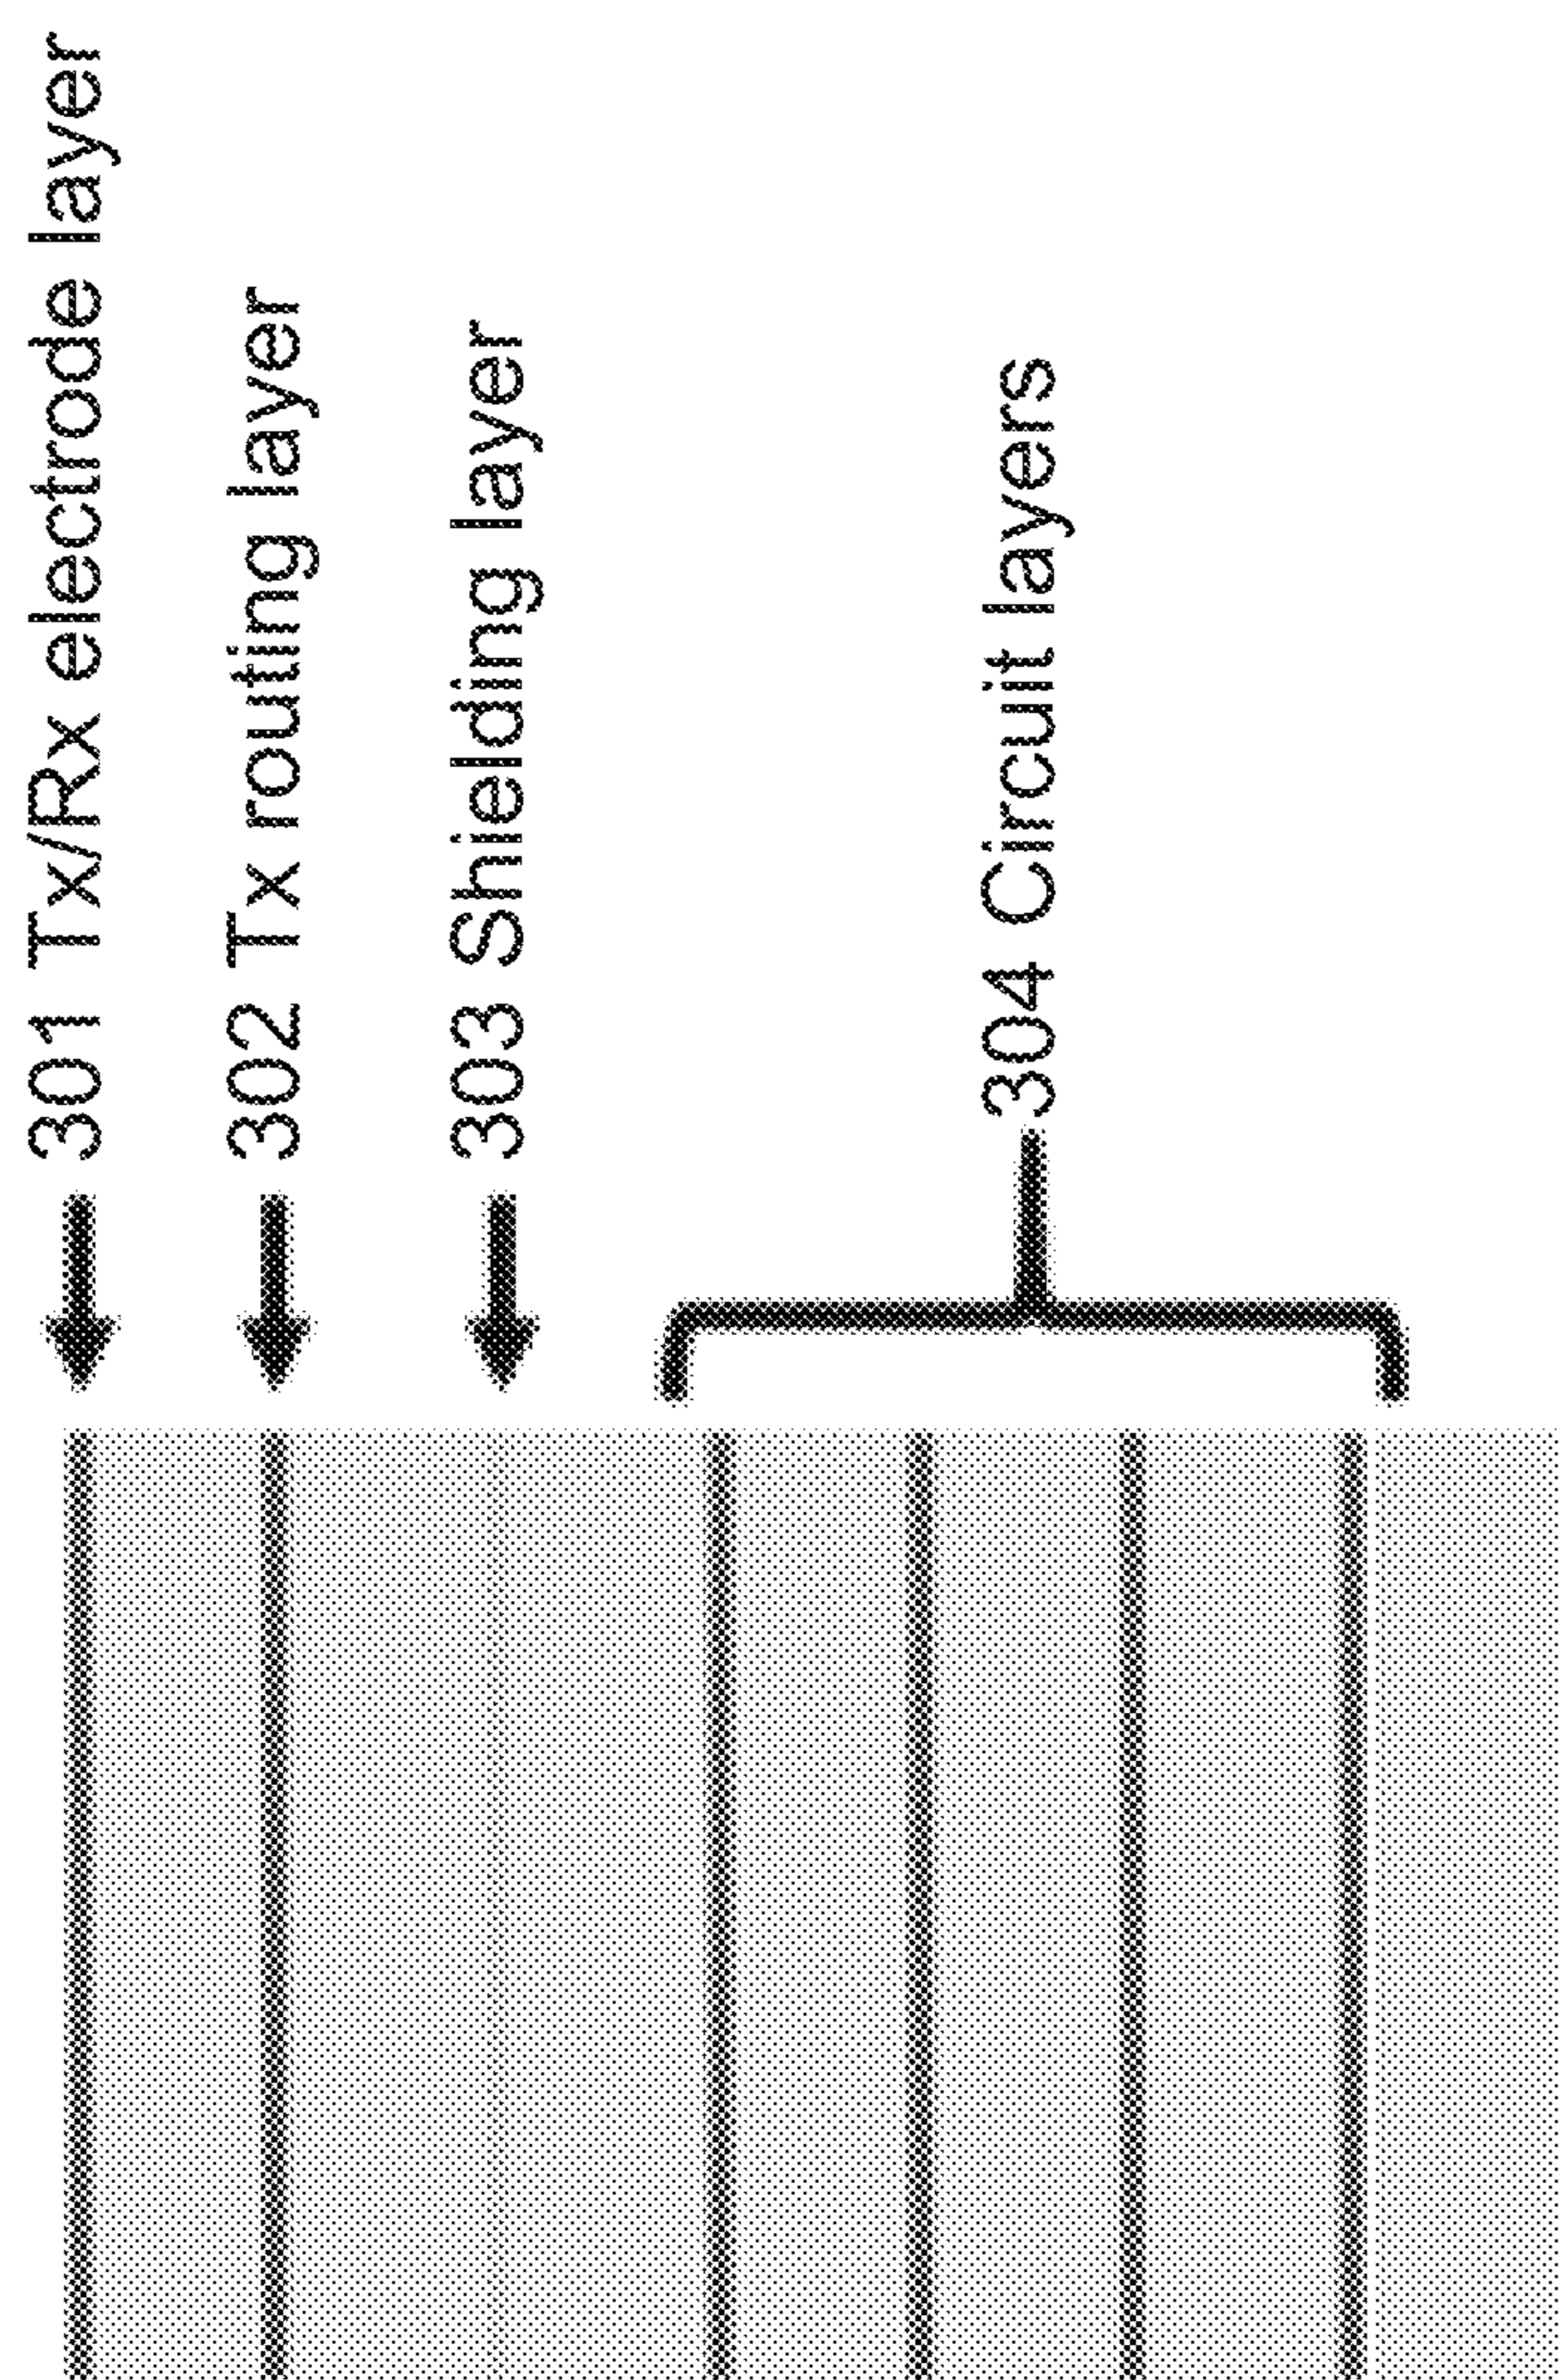 301 Tx/Rx electrode layer
302 Tx routing layer
303 Shielding layer
304 Circuit layers